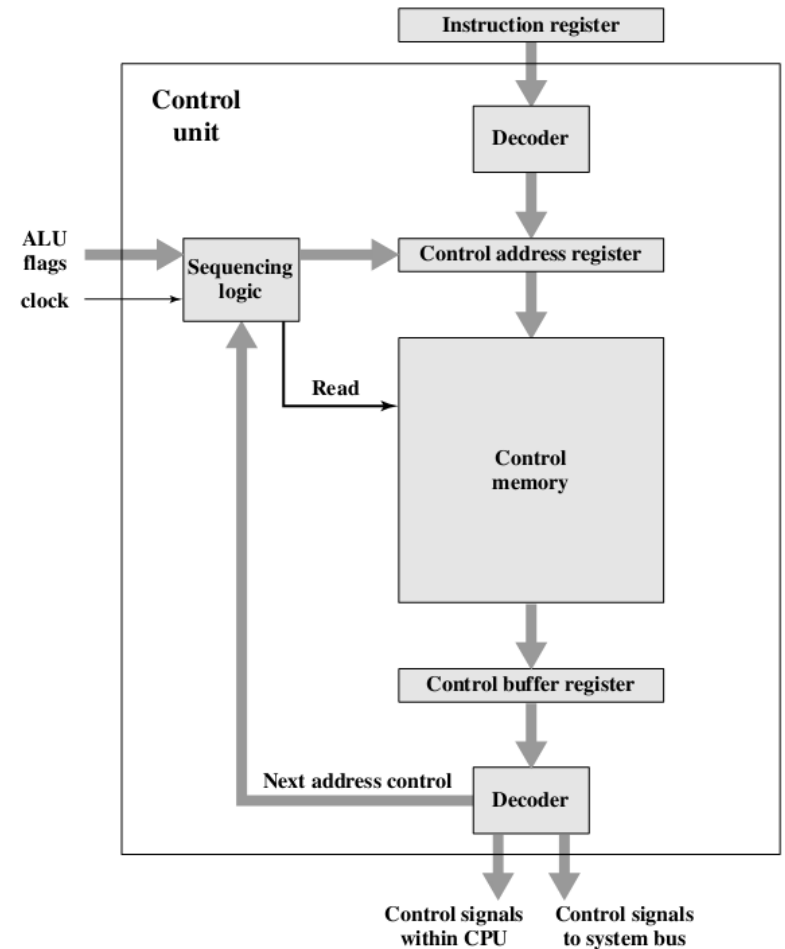 Instruction register
Control
unit
Decoder
ALU
flags
Sequencing
logic
Control address register
clock
Read
Control
memory
Control buffer register
Next address control
Decoder
Control signals
within CPU
Control signals
to system bus